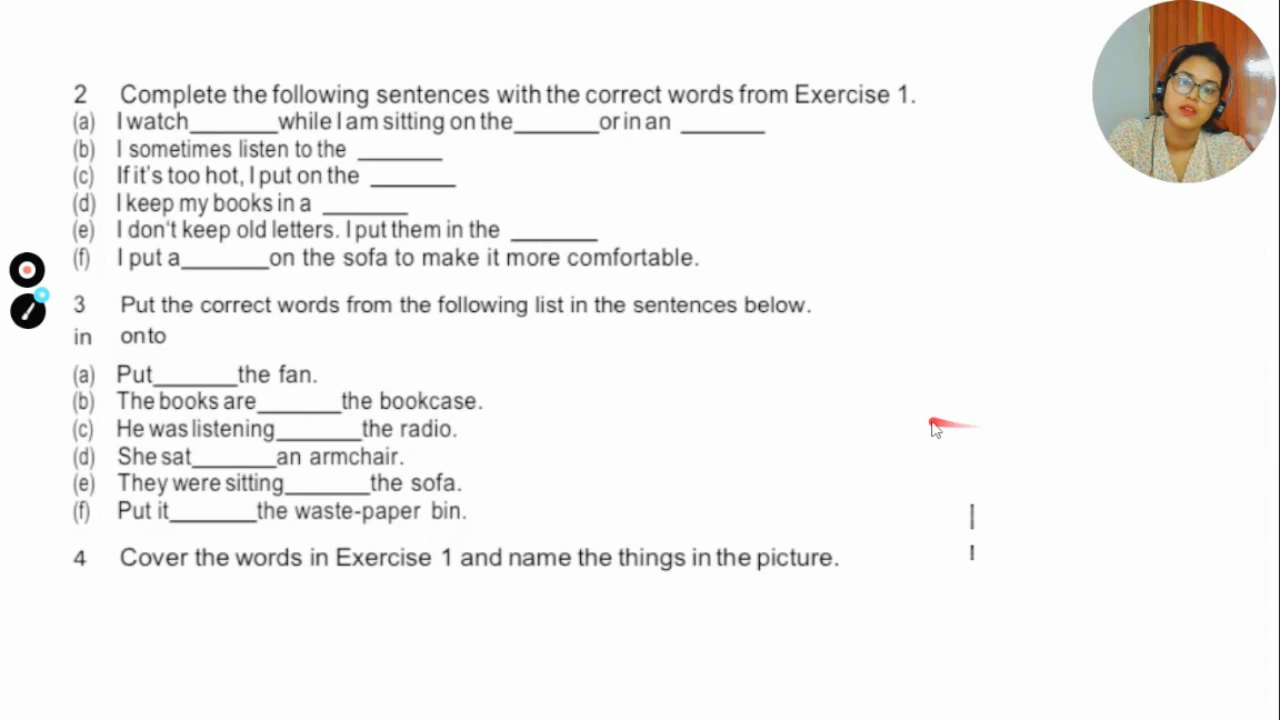 2 Complete the following sentences with the correct words from Exercise 1.
(a) I watch_______while I am sitting on the_______or in an _______
(b) I sometimes listen to the _______
(c) If it's too hot, I put on the _______
(d) I keep my books in a _______
(e) I don't keep old letters. I put them in the _______
(f) I put a_______on the sofa to make it more comfortable.
3 Put the correct words from the following list in the sentences below.
in onto
(a) Put_______the fan.
(b) The books are_______the bookcase.
(c) He was listening_______the radio.
(d) She sat_______an armchair.
(e) They were sitting_______the sofa.
(f) Put it_______the waste-paper bin.
4 Cover the words in Exercise 1 and name the things in the picture.